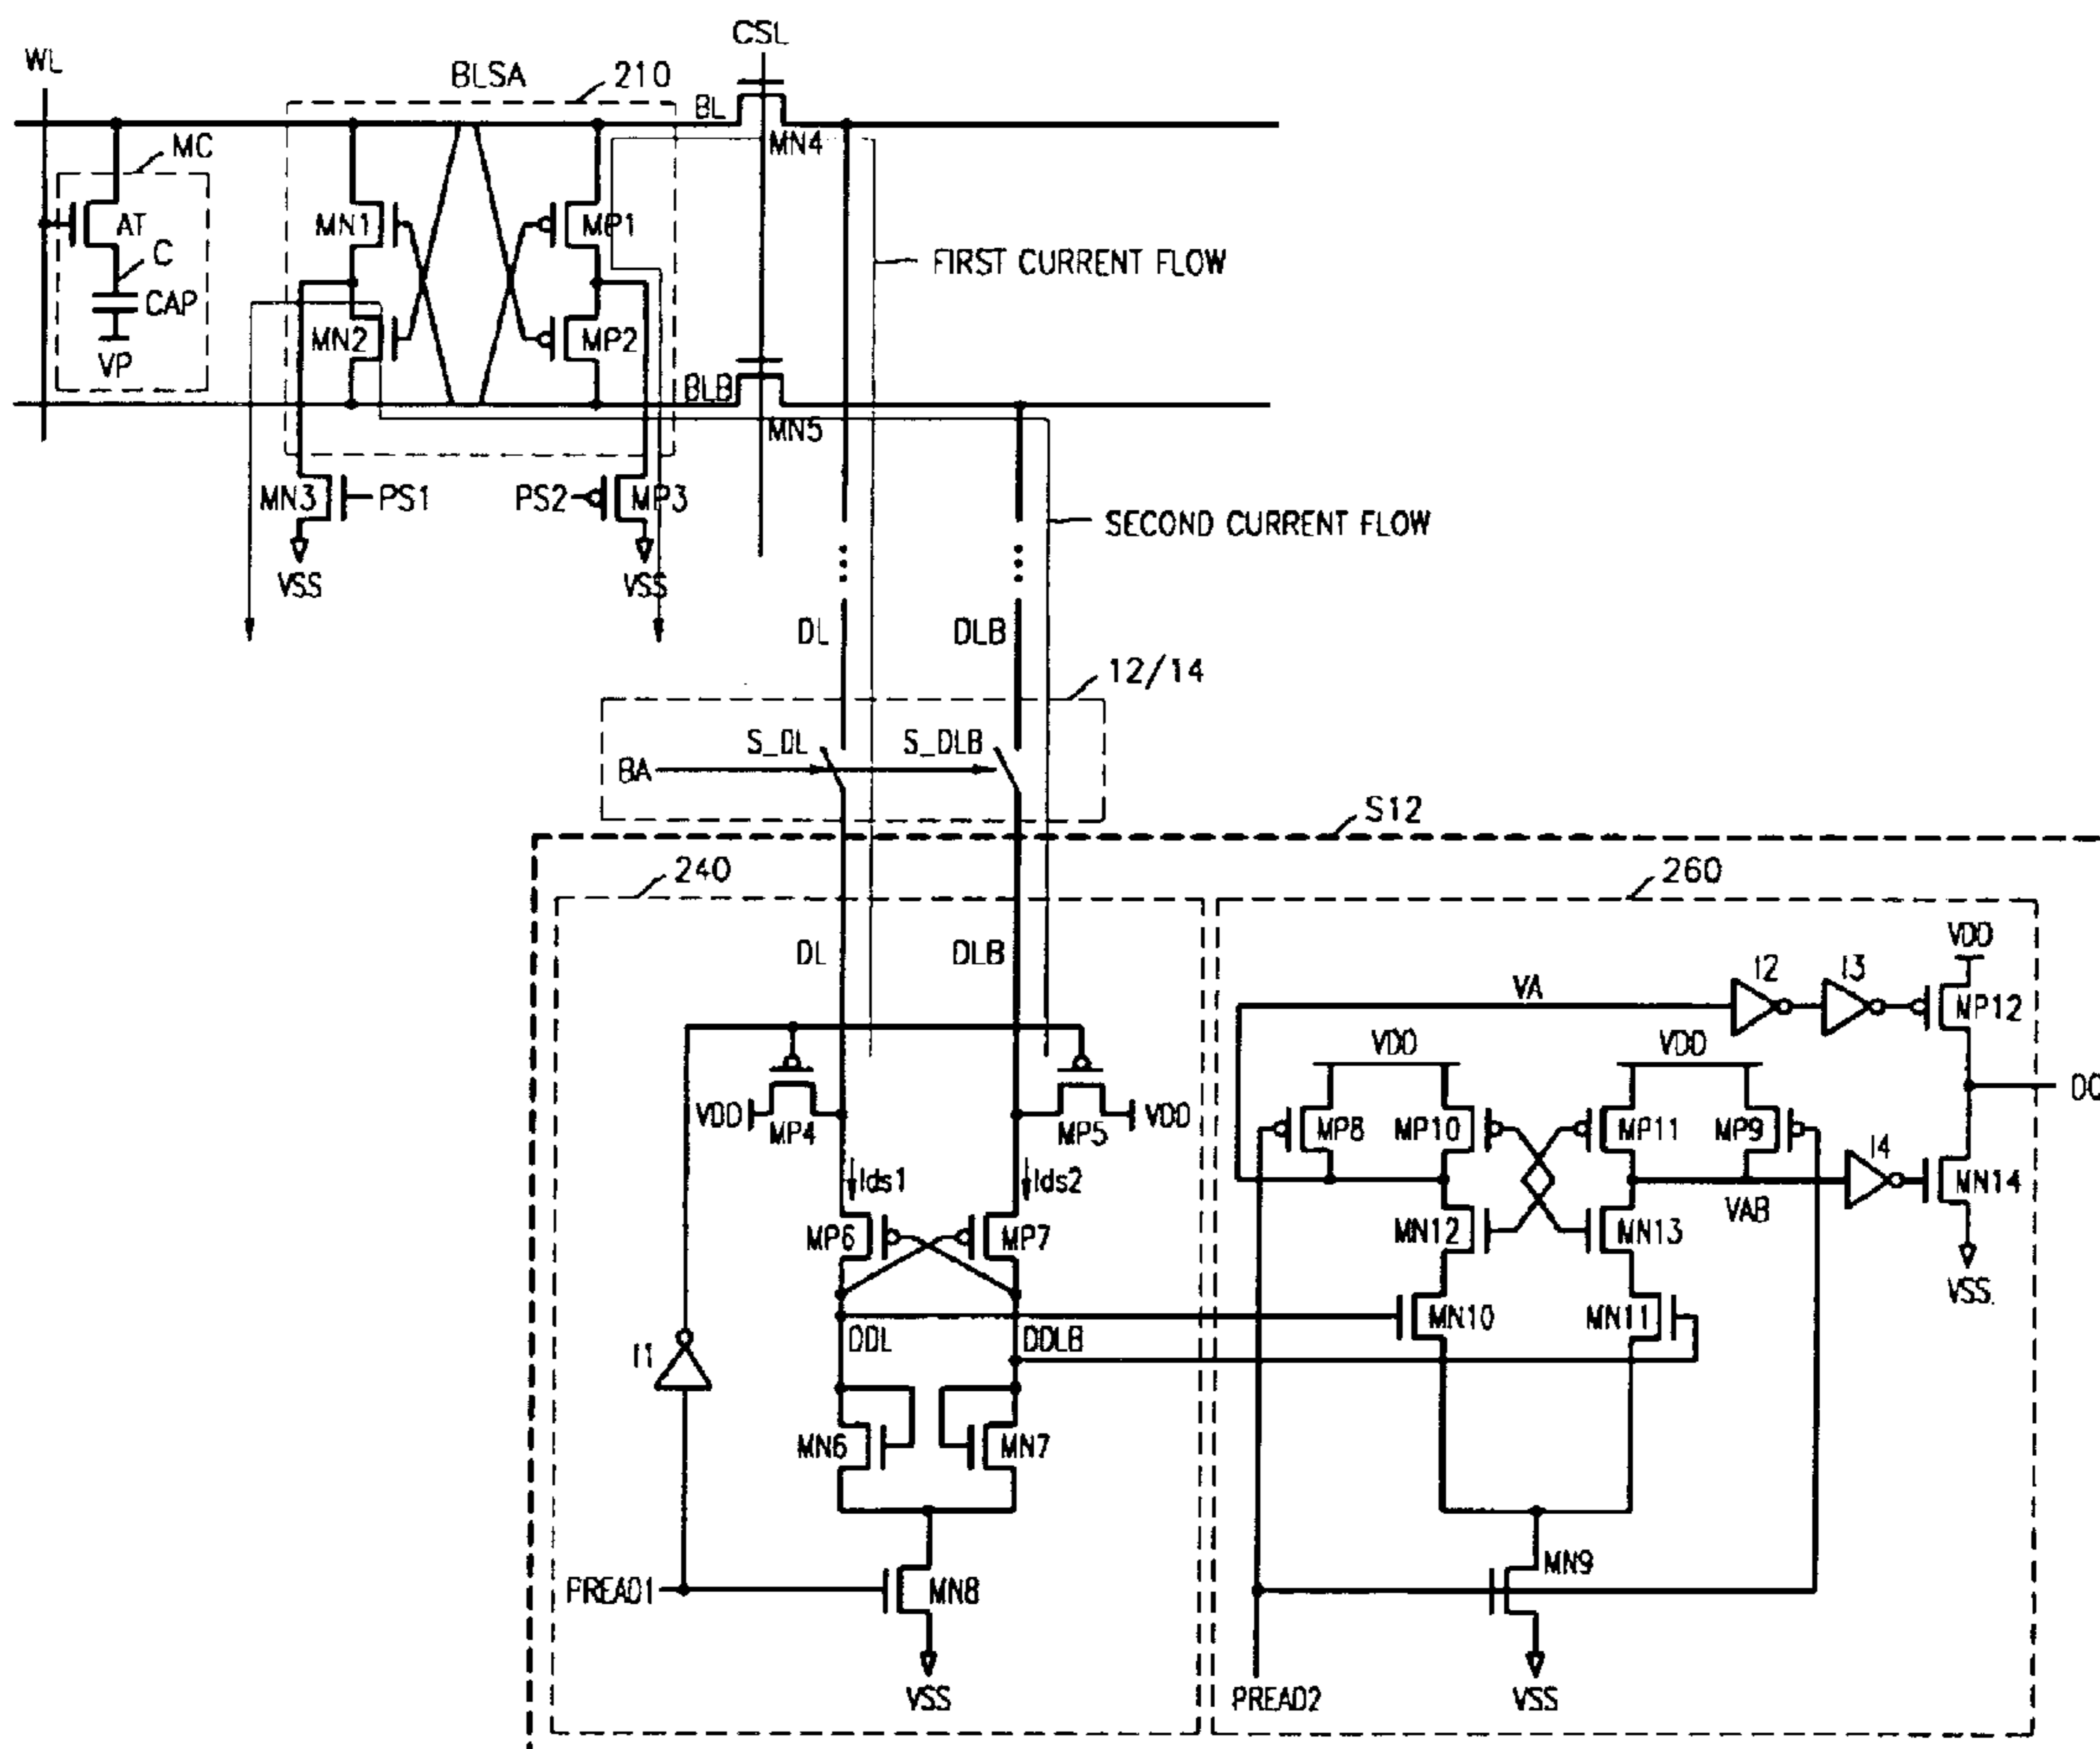 CSL
WL
BLSA
210
BL
MN4
MC
AT
C
CAP
VP
MN1
MP1
MN2
MP2
FIRST CURRENT FLOW
BLB
MN5
MN3
PS1
PS2
MP3
SECOND CURRENT FLOW
VSS
VSS
DL
DLB
12/14
S_DL
S_DLB
BA
S12
240
260
DL
DLB
VDD
I2
I3
VA
MP12
VDD
VDD
DQ
VDD
MP4
MP5
VDD
MP8
MP10
MP11
MP9
I4
MN14
Ids1
Ids2
VAB
MP6
MP7
MN12
MN13
VSS
MN10
MN11
DDL
DDLB
I1
MN6
MN7
PREAD1
MN8
MN9
VSS
PREAD2
VSS